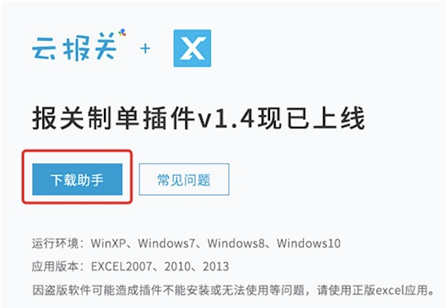 云报关 + X
报关制单插件v1.4现已上线
下载助手 常见问题
运行环境：WinXP、Windows7、Windows8、Windows10
应用版本：EXCEL2007、2010、2013
因盗版软件可能造成插件不能安装或无法使用等问题，请使用正版excel应用。